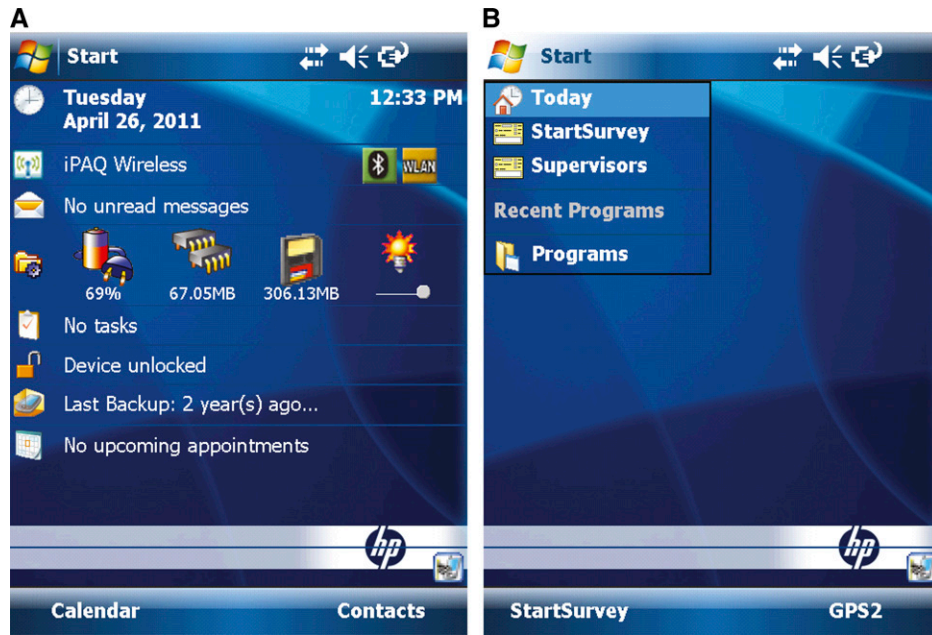 A
Start
Tuesday
12:33 PM
April 26, 2011
iPAQ Wireless
WLAN
No unread messages
69%
67.05MB
306.13MB
No tasks
Device unlocked
Last Backup: 2 year(s) ago...
No upcoming appointments
hp
Calendar
Contacts
B
Start
Today
StartSurvey
Supervisors
Recent Programs
Programs
hp
StartSurvey
GPS2